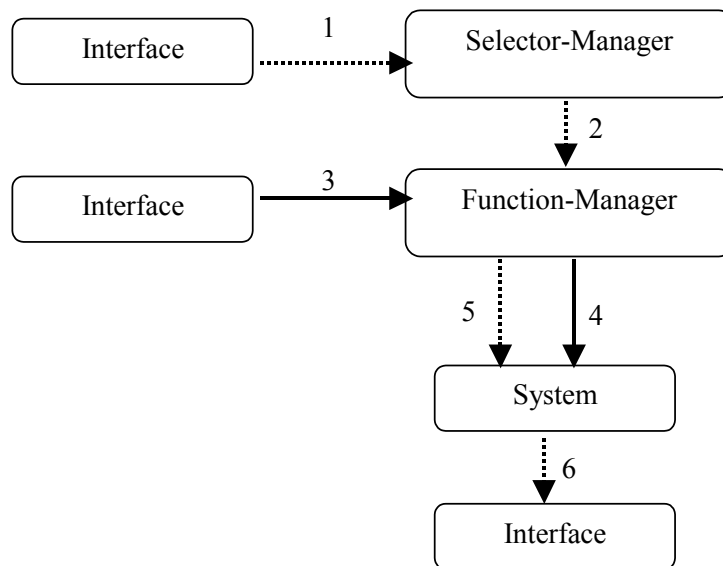 1
Interface
Selector-Manager
2
3
Interface
Function-Manager
5
4
System
6
Interface